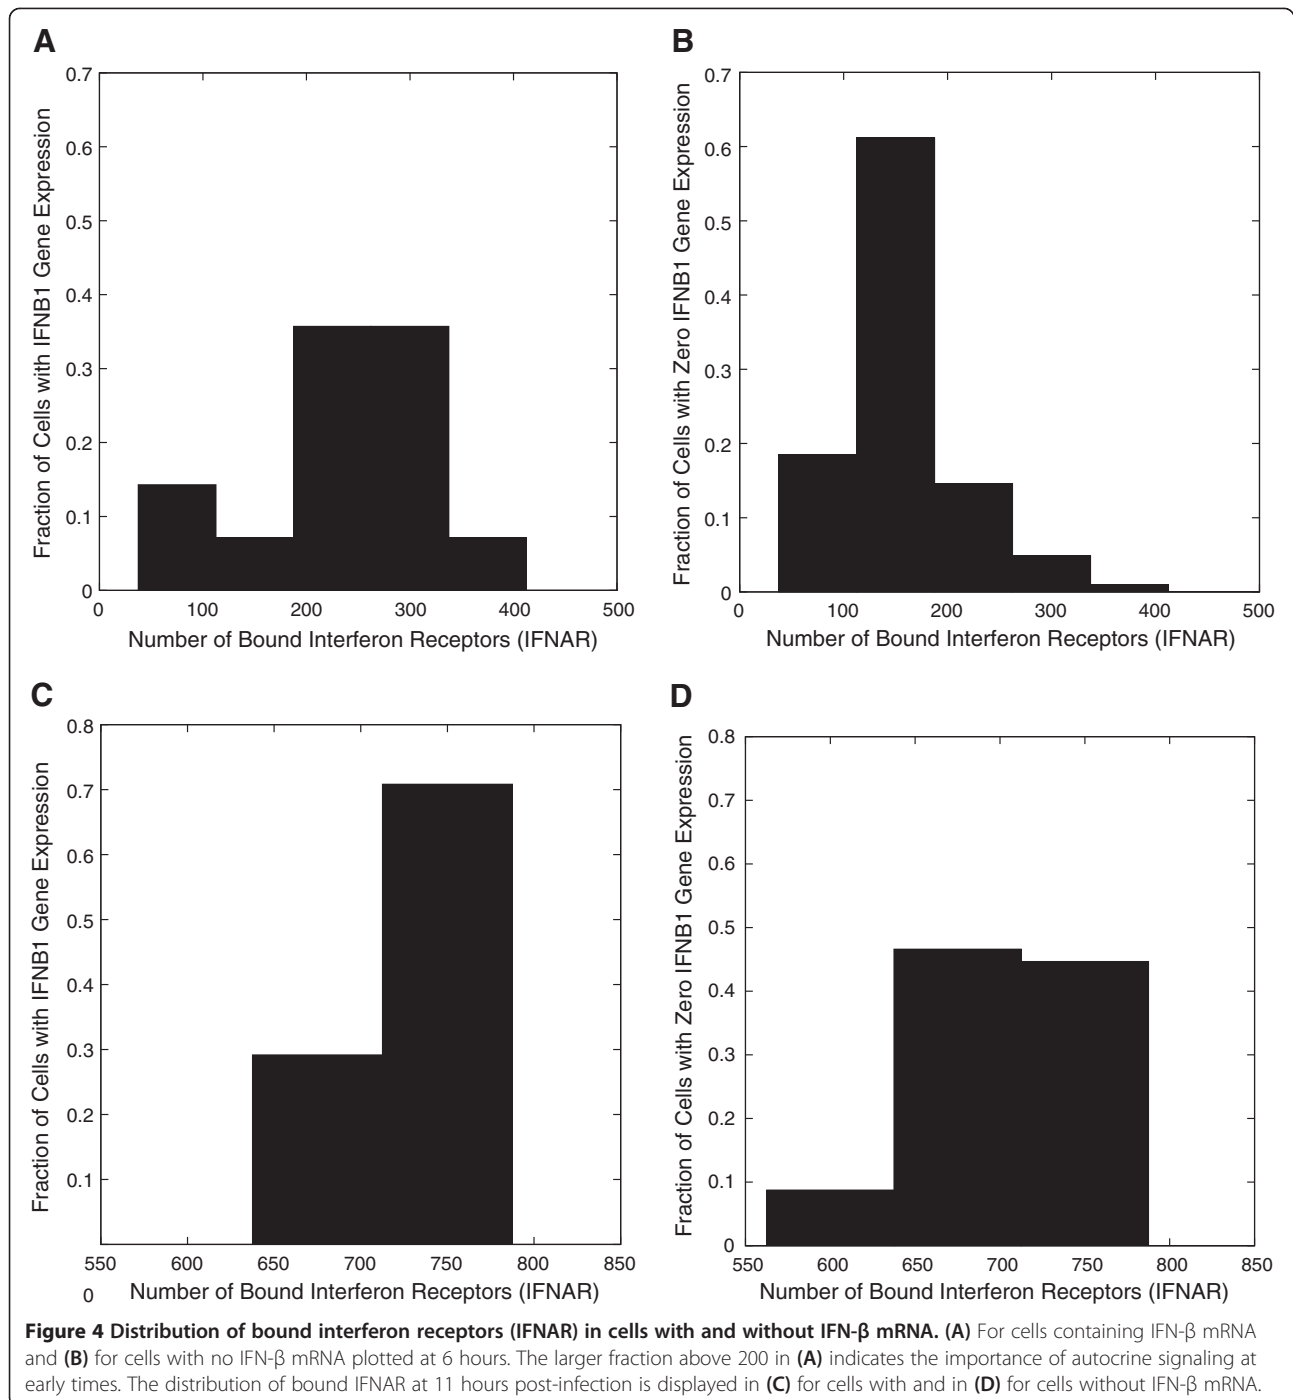 A
0.7
0.6
0.5
0.4
0.3
0.2
0.1
0
0 100 200 300 400 500
Fraction of Cells with IFNB1 Gene Expression
Number of Bound Interferon Receptors (IFNAR)
B
0.7
0.6
0.5
0.4
0.3
0.2
0.1
0
0 100 200 300 400 500
Fraction of Cells with Zero IFNB1 Gene Expression
Number of Bound Interferon Receptors (IFNAR)
C
0.8
0.7
0.6
0.5
0.4
0.3
0.2
0.1
550 600 650 700 750 800 850
0
Fraction of Cells with IFNB1 Gene Expression
Number of Bound Interferon Receptors (IFNAR)
D
0.8
0.7
0.6
0.5
0.4
0.3
0.2
0.1
0
550 600 650 700 750 800 850
Fraction of Cells with Zero IFNB1 Gene Expression
Number of Bound Interferon Receptors (IFNAR)
Figure 4 Distribution of bound interferon receptors (IFNAR) in cells with and without IFN-β mRNA. (A) For cells containing IFN-β mRNA
and (B) for cells with no IFN-β mRNA plotted at 6 hours. The larger fraction above 200 in (A) indicates the importance of autocrine signaling at
early times. The distribution of bound IFNAR at 11 hours post-infection is displayed in (C) for cells with and in (D) for cells without IFN-β mRNA.